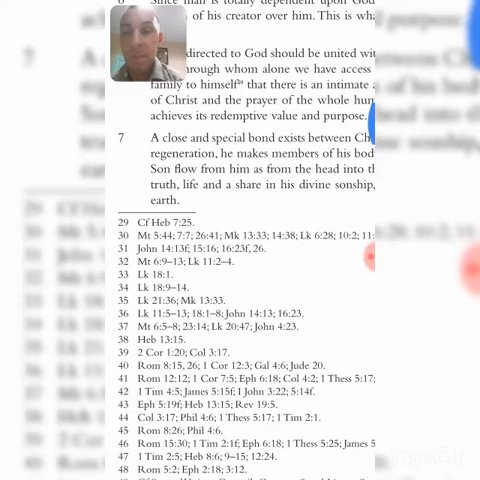 Since man is totally dependent upon God
of his creator over him. This is wha
directed to God should be united wit
through whom alone we have access
family to himself²⁹ that there is an intimate
of Christ and the prayer of the whole hum
achieves its redemptive value and purpose.
7 A close and special bond exists between Ch
regeneration, he makes members of his bod
Son flow from him as from the head into th
truth, life and a share in his divine sonship,
earth.
29 Cf Heb 7:25.
30 Mt 5:44; 7:7; 26:41; Mk 13:33; 14:38; Lk 6:28; 10:2; 11:
31 John 14:13f; 15:16; 16:23f, 26.
32 Mt 6:9–13; Lk 11:2–4.
33 Lk 18:1.
34 Lk 18:9–14.
35 Lk 21:36; Mk 13:33.
36 Lk 11:5–13; 18:1–8; John 14:13; 16:23.
37 Mt 6:5–8; 23:14; Lk 20:47; John 4:23.
38 Heb 13:15.
39 2 Cor 1:20; Col 3:17.
40 Rom 8:15, 26; 1 Cor 12:3; Gal 4:6; Jude 20.
41 Rom 12:12; 1 Cor 7:5; Eph 6:18; Col 4:2; 1 Thess 5:17;
42 1 Tim 4:5; James 5:15f; I John 3:22; 5:14f.
43 Eph 5:19f; Heb 13:15; Rev 19:5.
44 Col 3:17; Phil 4:6; 1 Thess 5:17; 1 Tim 2:1.
45 Rom 8:26; Phil 4:6.
46 Rom 15:30; 1 Tim 2:1f; Eph 6:18; 1 Thess 5:25; James 5
47 1 Tim 2:5; Heb 8:6; 9–15; 12:24.
48 Rom 5:2; Eph 2:18; 3:12.